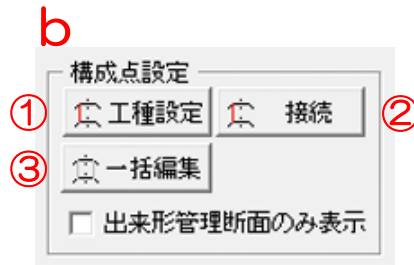 b
構成点設定
① 工種設定 接続 ②
③ 一括編集
出来形管理断面のみ表示